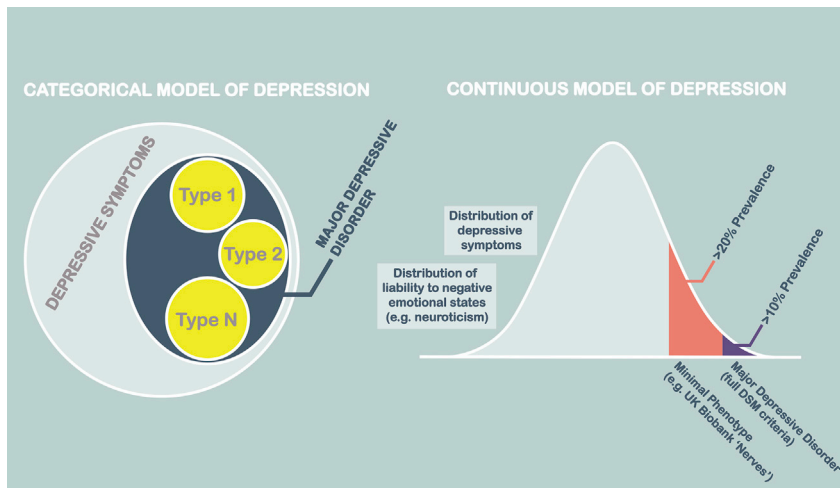 CATEGORICAL MODEL OF DEPRESSION
DEPRESSIVE SYMPTOMS
Type 1
Type 2
Type N
MAJOR DEPRESSIVE
DISORDER
CONTINUOUS MODEL OF DEPRESSION
Distribution of
depressive
symptoms
Distribution of
liability to negative
emotional states
(e.g. neuroticism)
>20% Prevalence
>10% Prevalence
Minimal Phenotype
(e.g. UK Biobank ‘Nerves’)
Major Depressive Disorder
(full DSM criteria)